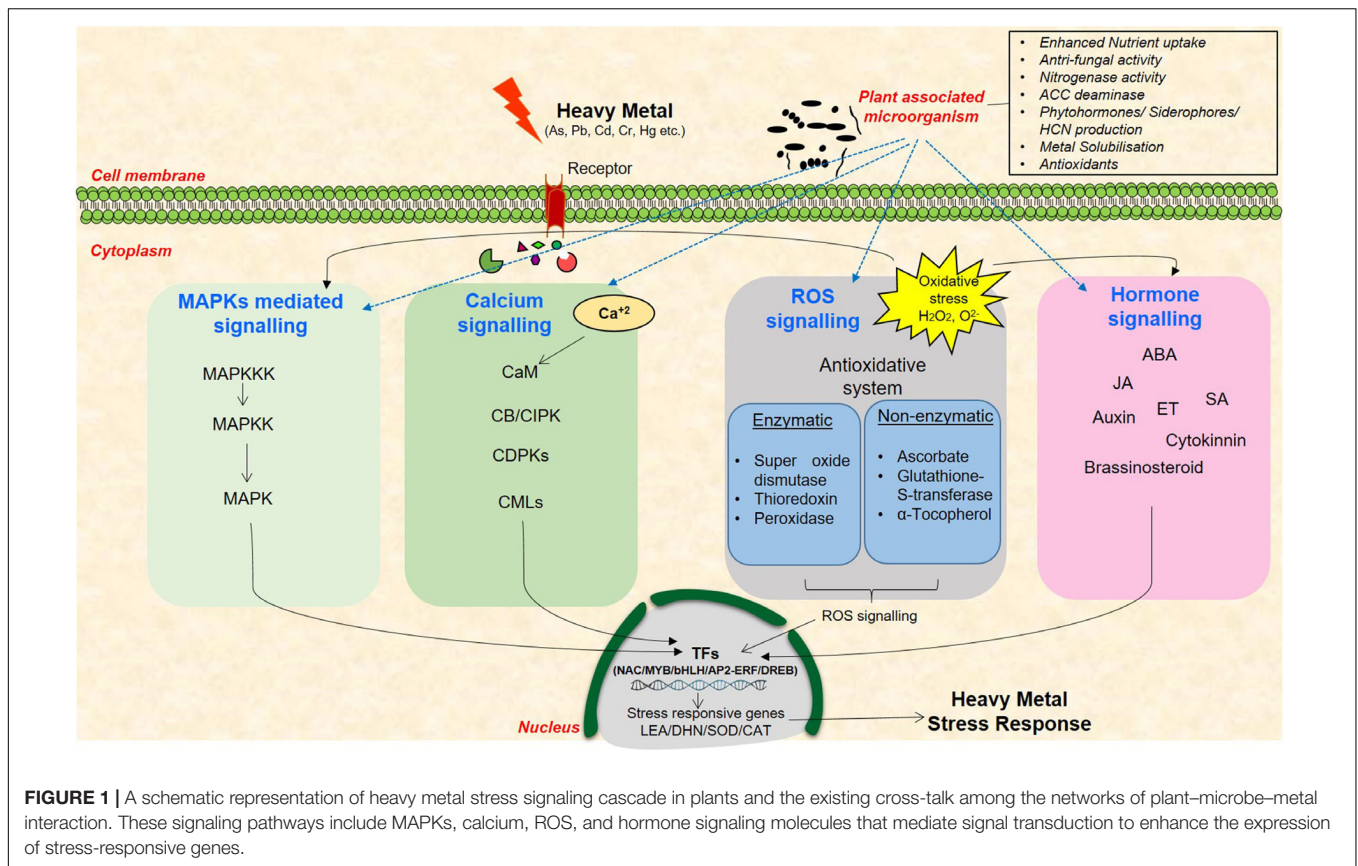 • Enhanced Nutrient uptake
• Antri-fungal activity
• Nitrogenase activity
• ACC deaminase
• Phytohormones/ Siderophores/
HCN production
• Metal Solubilisation
• Antioxidants
Plant associated
microorganism
Heavy Metal
(As, Pb, Cd, Cr, Hg etc.)
Receptor
Cell membrane
Cytoplasm
MAPKs mediated
signalling
MAPKKK
MAPKK
MAPK
Calcium
signalling
Ca+2
CaM
CB/CIPK
CDPKs
CMLs
ROS
signalling
Oxidative
stress
H2O2, O2-
Antioxidative
system
Enzymatic
• Super oxide
dismutase
• Thioredoxin
• Peroxidase
Non-enzymatic
• Ascorbate
• Glutathione-
S-transferase
• α-Tocopherol
Hormone
signalling
ABA
JA
SA
ET
Auxin
Cytokinnin
Brassinosteroid
ROS signalling
TFs
(NAC/MYB/bHLH/AP2-ERF/DREB)
Stress responsive genes
LEA/DHN/SOD/CAT
Nucleus
Heavy Metal
Stress Response
FIGURE 1 | A schematic representation of heavy metal stress signaling cascade in plants and the existing cross-talk among the networks of plant–microbe–metal
interaction. These signaling pathways include MAPKs, calcium, ROS, and hormone signaling molecules that mediate signal transduction to enhance the expression
of stress-responsive genes.